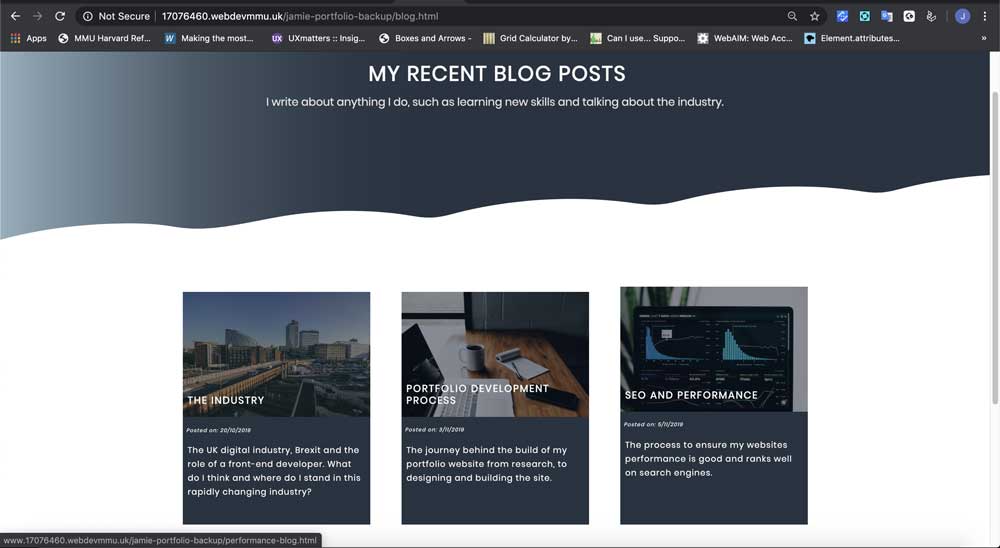 Not Secure | 17076460.webdevmmu.uk/jamie-portfolio-backup/blog.html
J
Apps MMU Harvard Ref... Making the most... UXmatters :: Insig... Boxes and Arrows - Grid Calculator by... Can I use... Suppo... WebAIM: Web Acc... Element.attributes... »
MY RECENT BLOG POSTS
I write about anything I do, such as learning new skills and talking about the industry.
THE INDUSTRY
Posted on: 20/10/2019
The UK digital industry, Brexit and the
role of a front-end developer. What
do I think and where do I stand in this
rapidly changing industry?
PORTFOLIO DEVELOPMENT
PROCESS
Posted on: 3/11/2019
The journey behind the build of my
portfolio website from research, to
designing and building the site.
SEO AND PERFORMANCE
Posted on: 5/11/2019
The process to ensure my websites
performance is good and ranks well
on search engines.
www.17076460.webdevmmu.uk/jamie-portfolio-backup/performance-blog.html